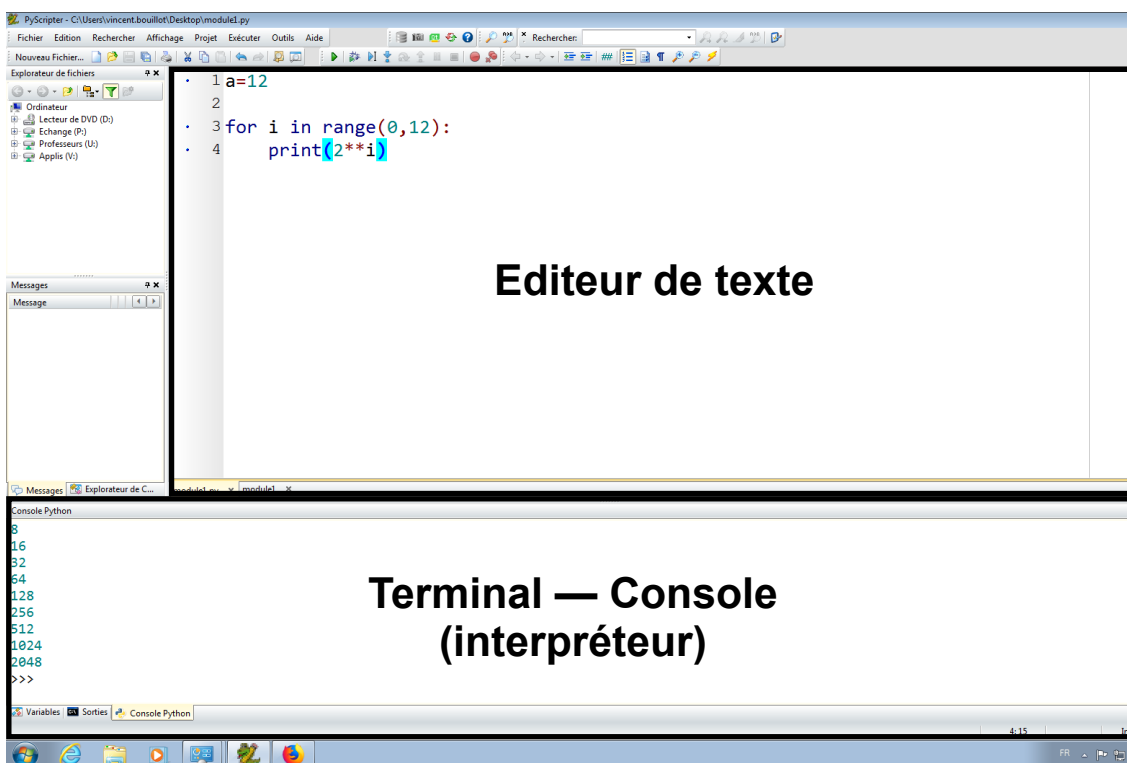 PyScripter - C:\Users\vincent.bouillot\Desktop\module1.py
Fichier Edition Rechercher Affichage Projet Exécuter Outils Aide
Rechercher:
Nouveau Fichier...
Explorateur de fichiers
Ordinateur
Lecteur de DVD (D:)
Echange (P:)
Professeurs (U:)
Applis (V:)
1 a=12
2
3 for i in range(0,12):
4 print(2**i)
Editeur de texte
Messages
Message
Messages Explorateur de C...
module1.py x module1 x
Console Python
8
16
32
64
128
256
512
1024
2048
>>>
Terminal — Console
(interpréteur)
Variables Sorties Console Python
4:15
FR